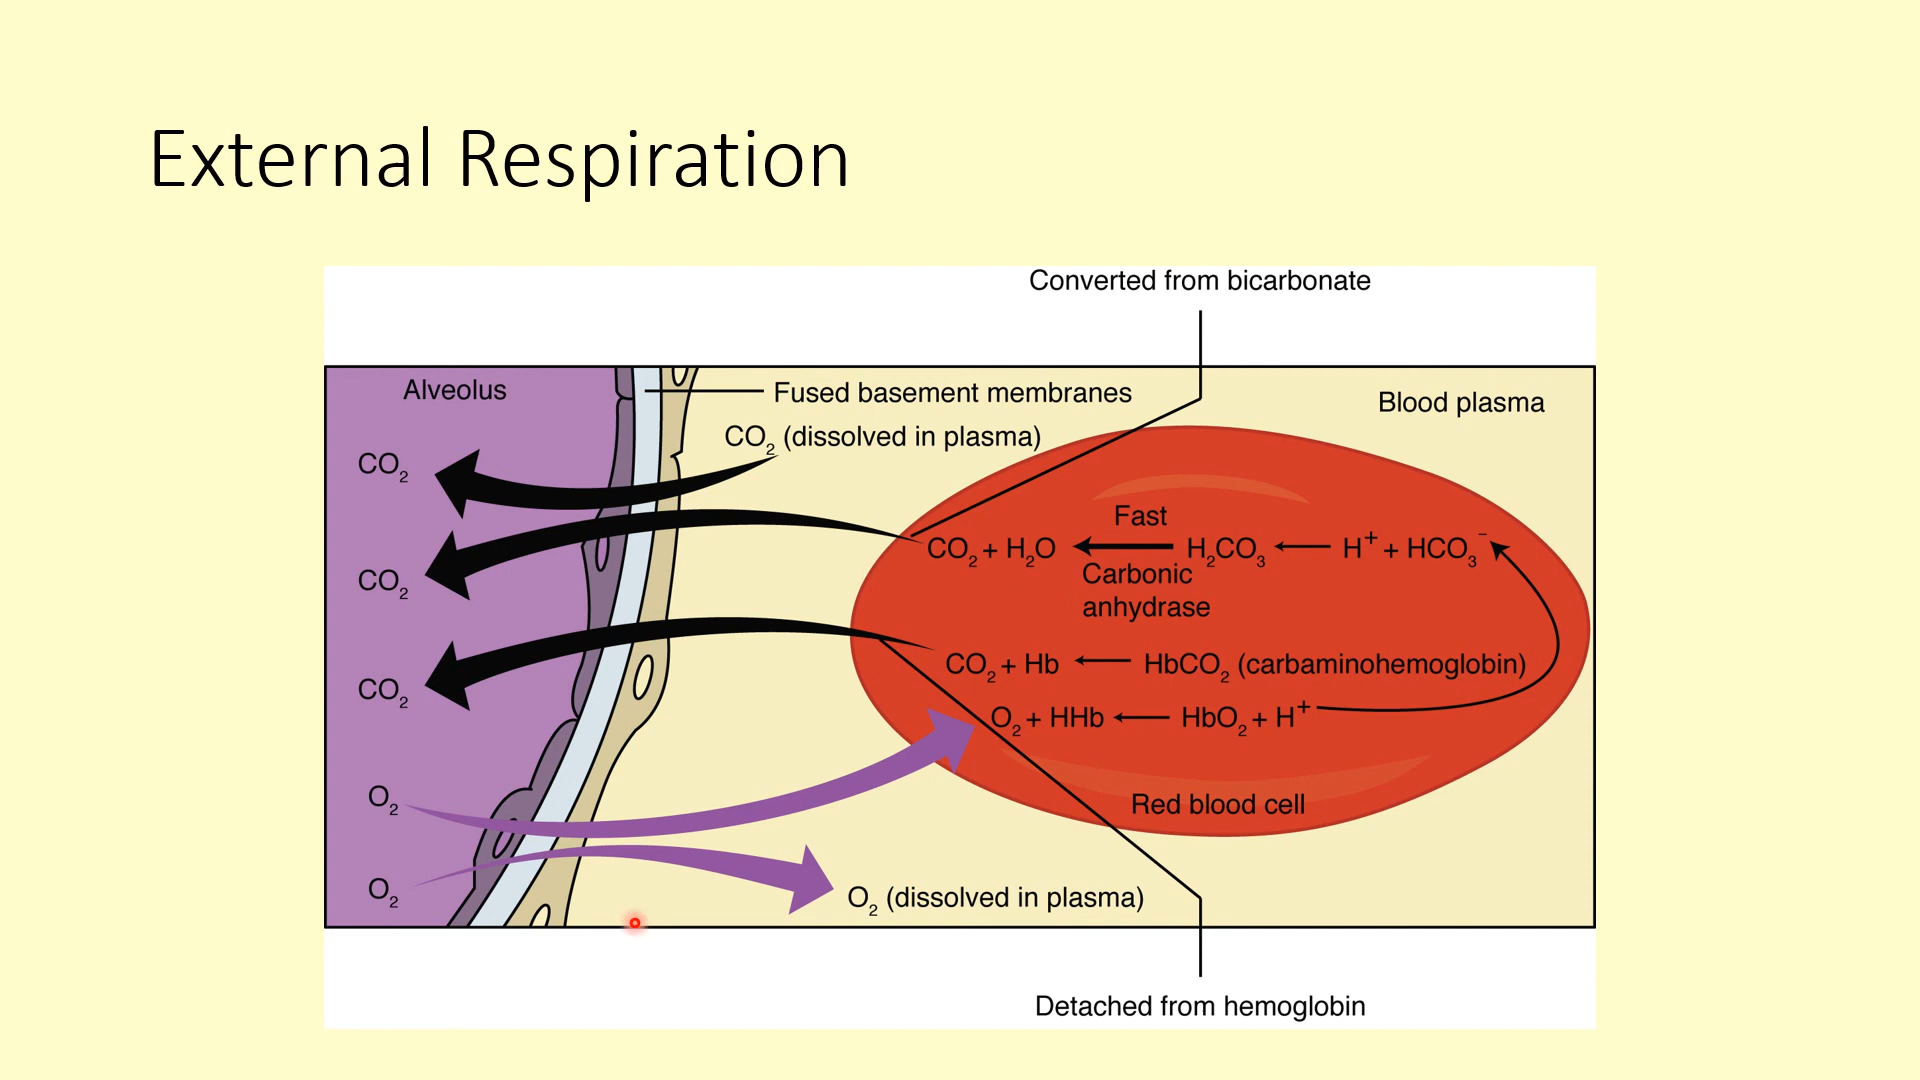 External Respiration
Converted from bicarbonate
Alveolus
Fused basement membranes
Blood plasma
CO₂ (dissolved in plasma)
CO₂
Fast
CO₂ + H₂O ← H₂CO₃ ← H⁺ + HCO₃⁻
Carbonic
anhydrase
CO₂
CO₂ + Hb ← HbCO₂ (carbaminohemoglobin)
CO₂
O₂ + HHb ← HbO₂ + H⁺
O₂
Red blood cell
O₂
O₂ (dissolved in plasma)
Detached from hemoglobin